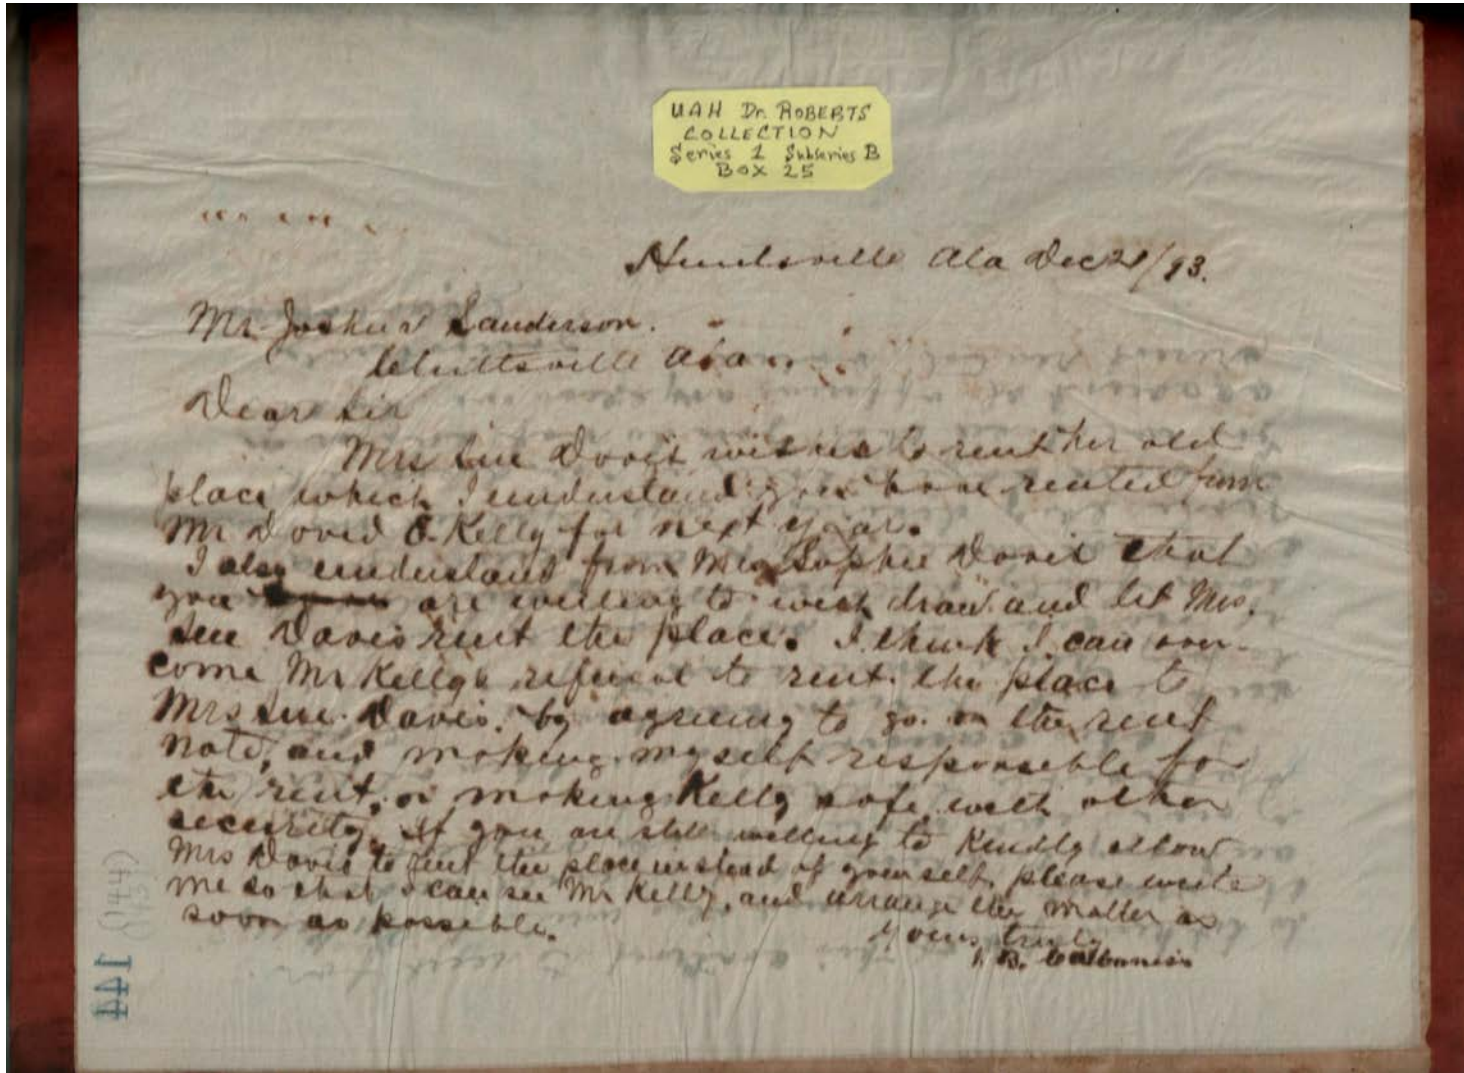 UAH Dr. ROBERTS
COLLECTION
Series 1 Subseries B
BOX 25
Huntsville Ala Dec 21/93.
Mr. Joshua Sanderson.
Ala.
Dear Sir
Mrs Sue Davis wishes to rent her old
place which I understand you have rented from
Mr David O. Kelly for next year.
I also understand from Mrs Sophie Davis that
you are willing to with draw and let Mrs.
Sue Davis rent the place. I think I can over-
come Mr Kellys refusal to rent the place to
Mrs Sue Davis, by agreeing to go on the rent
note, and making my self responsible for
the rent, or making Kelly safe with other
security. If you are still willing to Kindly allow
Mrs Davis to rent the place instead of yourself, please write
me so that I can see Mr Kelly, and arrange the matter as
soon as possible.
Yours truly
B. Cabaniss
(144)
144